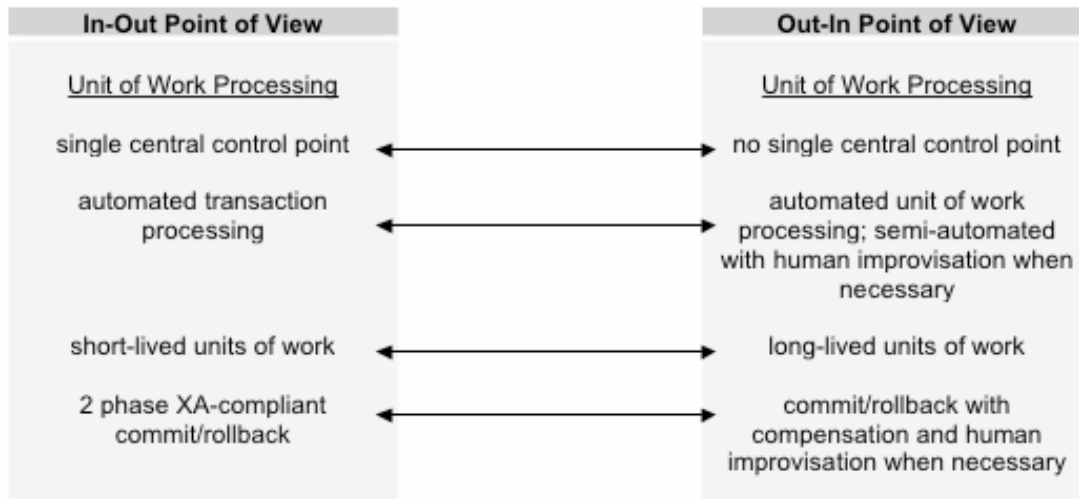 In-Out Point of View
Out-In Point of View
Unit of Work Processing
Unit of Work Processing
single central control point
no single central control point
automated transaction
processing
automated unit of work
processing; semi-automated
with human improvisation when
necessary
short-lived units of work
long-lived units of work
2 phase XA-compliant
commit/rollback
commit/rollback with
compensation and human
improvisation when necessary